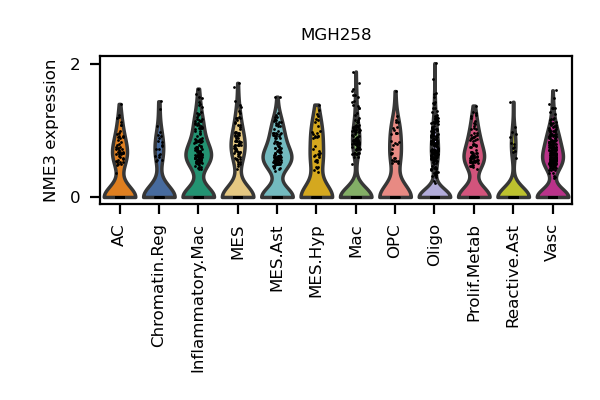 MGH258
NME3 expression
2
0
AC
Chromatin.Reg
Inflammatory.Mac
MES
MES.Ast
MES.Hyp
Mac
OPC
Oligo
Prolif.Metab
Reactive.Ast
Vasc